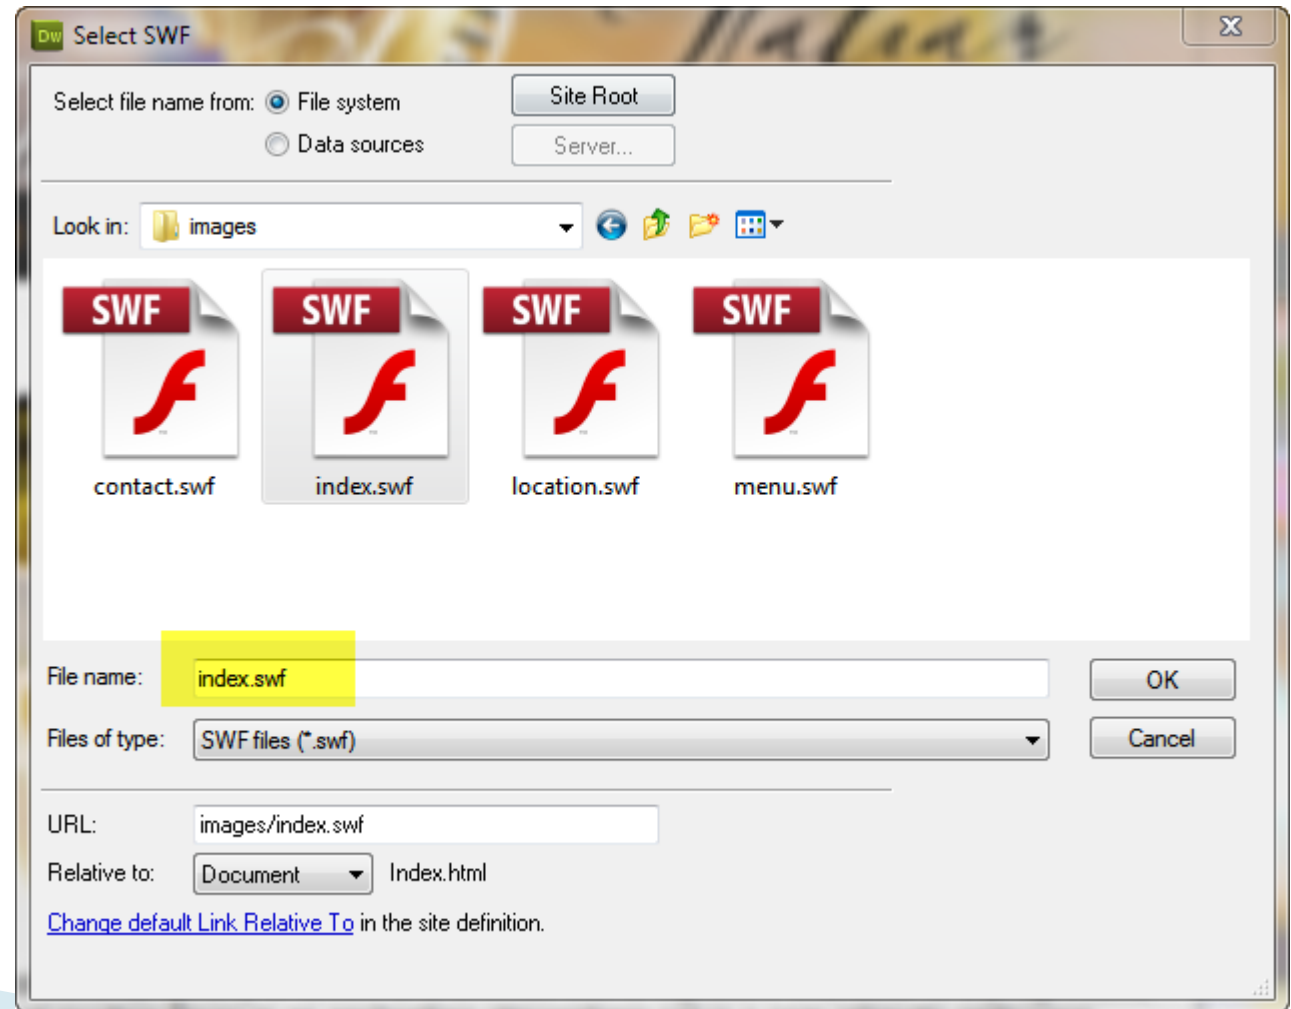 Dw Select SWF
Select file name from: File system Site Root
Data sources Server...
Look in: images
SWF SWF SWF SWF
contact.swf index.swf location.swf menu.swf
File name: index.swf OK
Files of type: SWF files (*.swf) Cancel
URL: images/index.swf
Relative to: Document Index.html
Change default Link Relative To in the site definition.